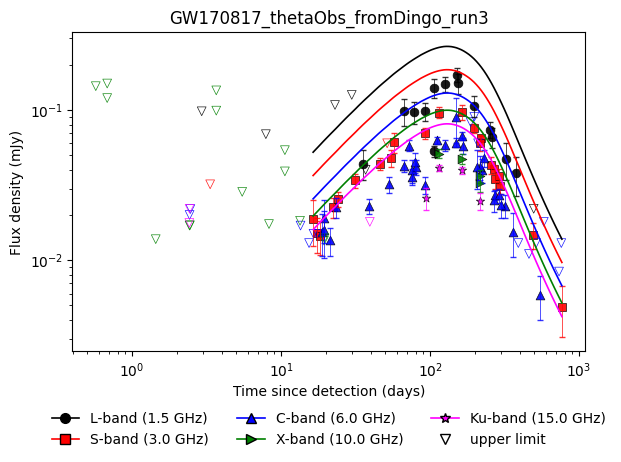 GW170817_thetaObs_fromDingo_run3
Flux density (mJy)
10⁻¹
10⁻²
10⁰ 10¹ 10² 10³
Time since detection (days)
L-band (1.5 GHz) C-band (6.0 GHz) Ku-band (15.0 GHz)
S-band (3.0 GHz) X-band (10.0 GHz) upper limit